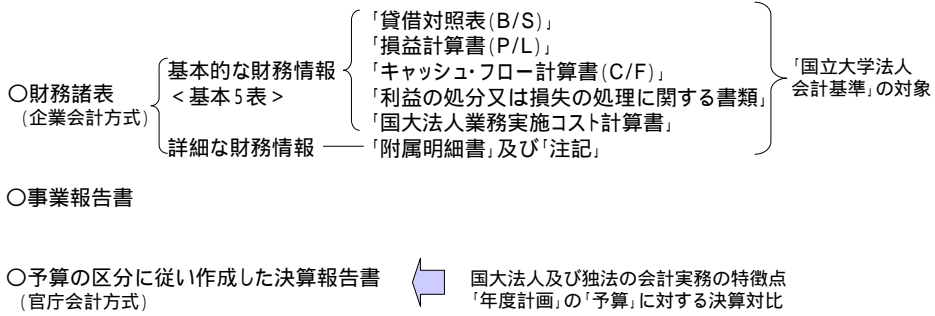 「貸借対照表(B/S)」
「損益計算書(P/L)」
基本的な財務情報
「キャッシュ・フロー計算書(C/F)」
「国立大学法人
会計基準」の対象
○財務諸表
<基本5表>
「利益の処分又は損失の処理に関する書類」
(企業会計方式)
「国大法人業務実施コスト計算書」
詳細な財務情報
「附属明細書」及び「注記」
○事業報告書
○予算の区分に従い作成した決算報告書
(官庁会計方式)
国大法人及び独法の会計実務の特徴点
「年度計画」の「予算」に対する決算対比